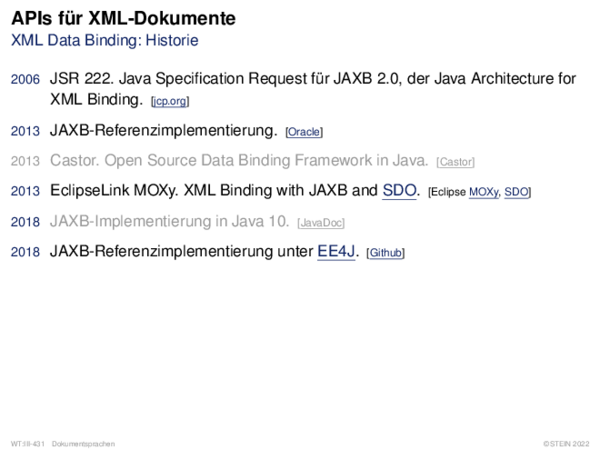 APIs für XML-Dokumente
XML Data Binding: Historie
2006 JSR 222. Java Specification Request für JAXB 2.0, der Java Architecture for
XML Binding. [jcp.org]
2013 JAXB-Referenzimplementierung. [Oracle]
2013 Castor. Open Source Data Binding Framework in Java. [Castor]
2013 EclipseLink MOXy. XML Binding with JAXB and SDO. [Eclipse MOXy, SDO]
2018 JAXB-Implementierung in Java 10. [JavaDoc]
2018 JAXB-Referenzimplementierung unter EE4J. [Github]
WT:III-431 Dokumentsprachen ©STEIN 2022